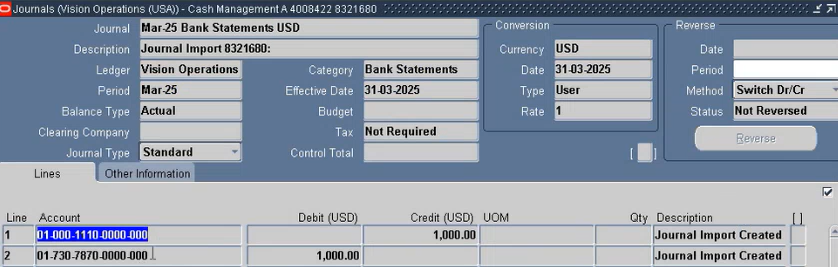 Journals (Vision Operations (USA)) - Cash Management A 4008422 8321680
Journal Mar-25 Bank Statements USD
Description Journal Import 8321680:
Ledger Vision Operations Category Bank Statements
Period Mar-25 Effective Date 31-03-2025
Balance Type Actual Budget
Clearing Company Tax Not Required
Journal Type Standard Control Total
Conversion
Currency USD
Date 31-03-2025
Type User
Rate 1
Reverse
Date
Period
Method Switch Dr/Cr
Status Not Reversed
Reverse
[ ]
Lines Other Information
Line Account Debit (USD) Credit (USD) UOM Qty Description [ ]
1 01-000-1110-0000-000 1,000.00 Journal Import Created
2 01-730-7870-0000-000 1,000.00 Journal Import Created